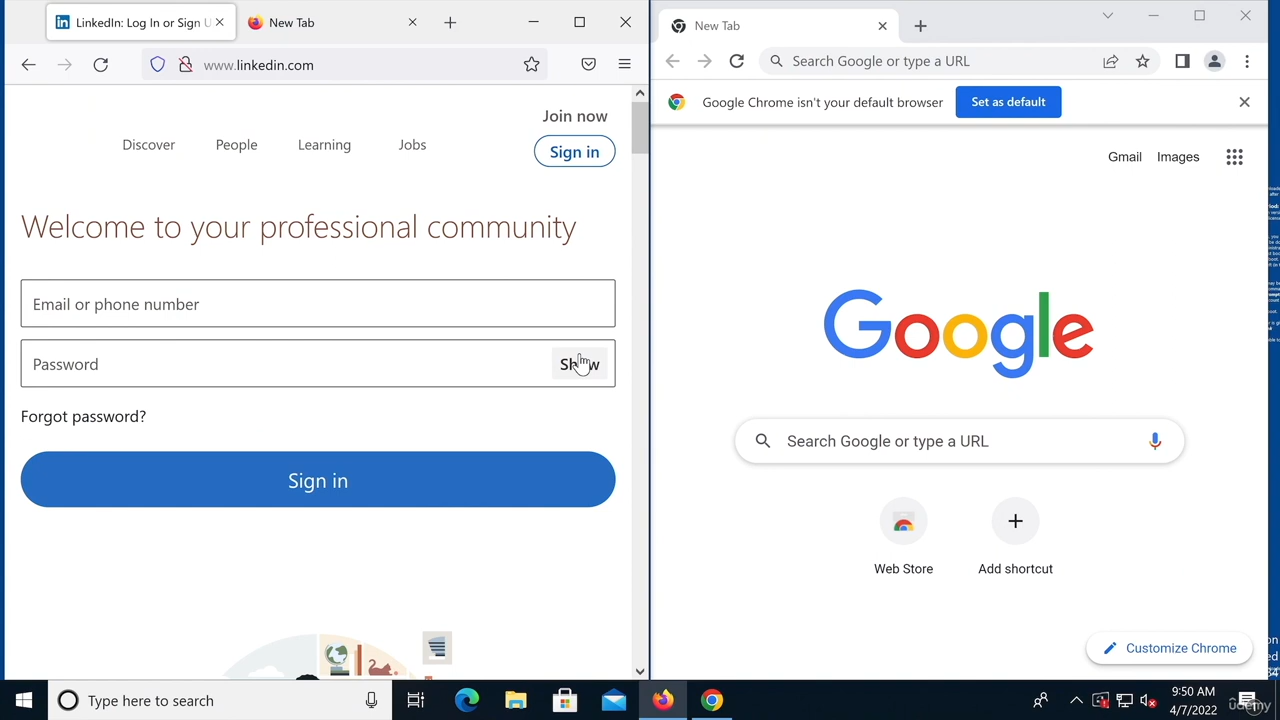 LinkedIn: Log In or Sign U
New Tab
www.linkedin.com
Join now
Discover
People
Learning
Jobs
Sign in
Welcome to your professional community
Email or phone number
Password
Forgot password?
Sign in
New Tab
Search Google or type a URL
Google Chrome isn't your default browser
Set as default
Gmail
Images
Google
Search Google or type a URL
Web Store
Add shortcut
Customize Chrome
Type here to search
9:50 AM
4/7/2022
udemy